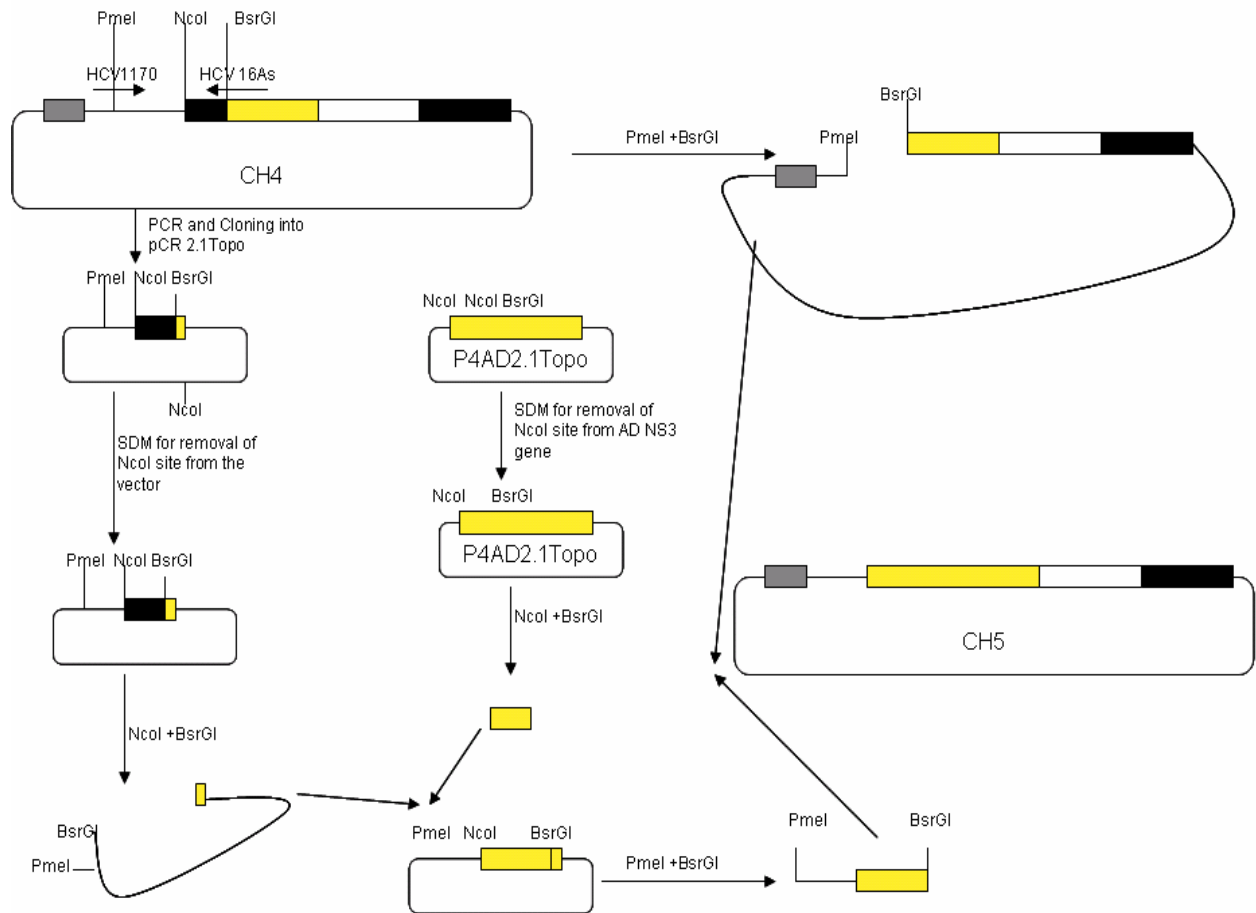 PmeI
NcoI
BsrGI
HCV1170
HCV 16As
CH4
PmeI +BsrGI
BsrGI
PmeI
PCR and Cloning into
pCR 2.1Topo
PmeI NcoI BsrGI
NcoI
NcoI NcoI BsrGI
P4AD2.1Topo
SDM for removal of
NcoI site from the
vector
SDM for removal of
NcoI site from AD NS3
gene
NcoI BsrGI
P4AD2.1Topo
PmeI NcoI BsrGI
NcoI +BsrGI
CH5
NcoI +BsrGI
BsrGI
PmeI
PmeI NcoI BsrGI
PmeI +BsrGI
PmeI BsrGI